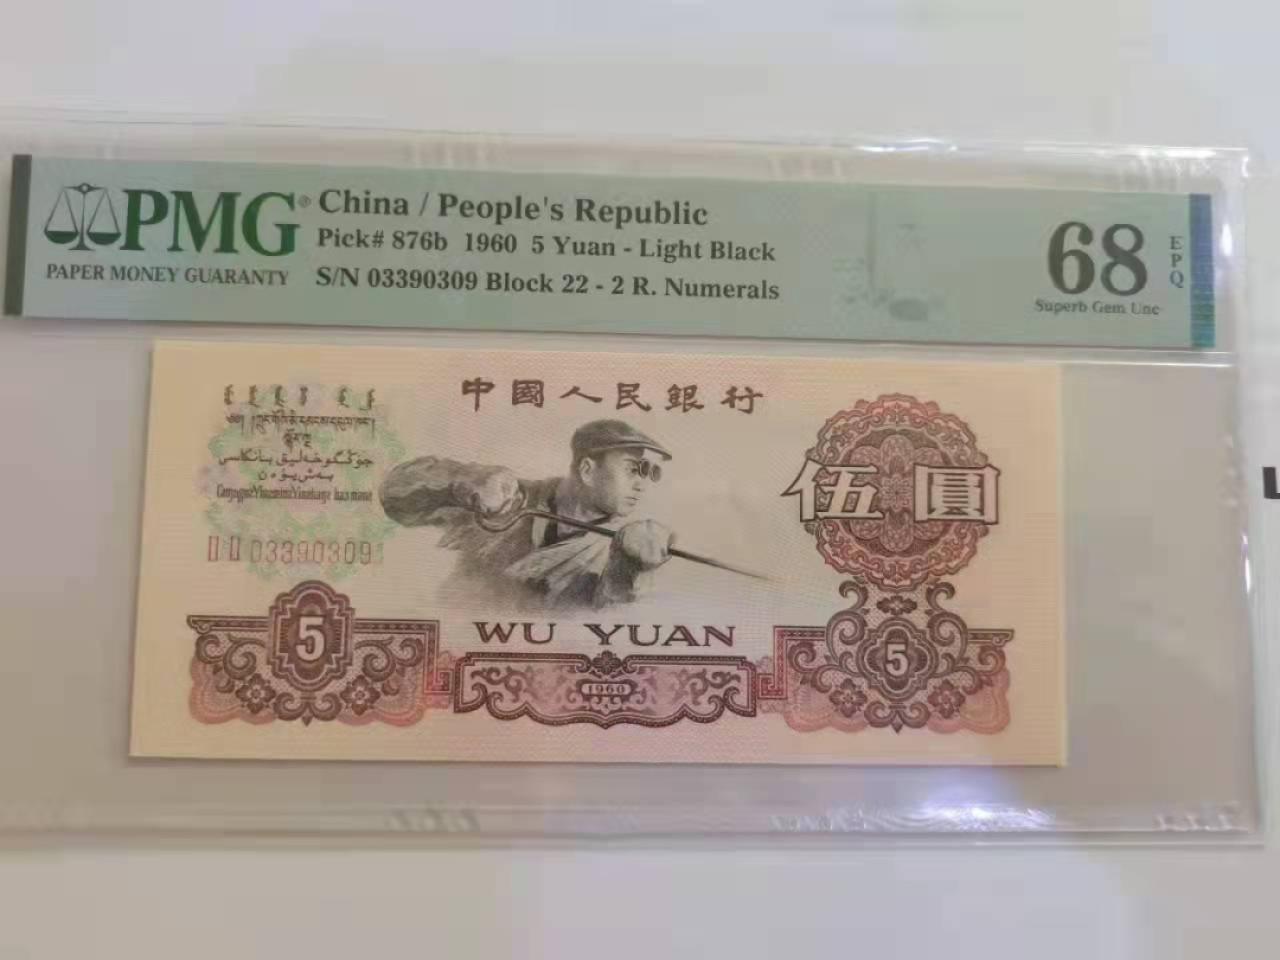 PMG®
PAPER MONEY GUARANTY
China / People's Republic
Pick# 876b 1960 5 Yuan - Light Black
S/N 03390309 Block 22 - 2 R. Numerals
68
EPQ
Superb Gem Unc
中國人民銀行
伍圓
II II 03390309
5
WU YUAN
1960
5